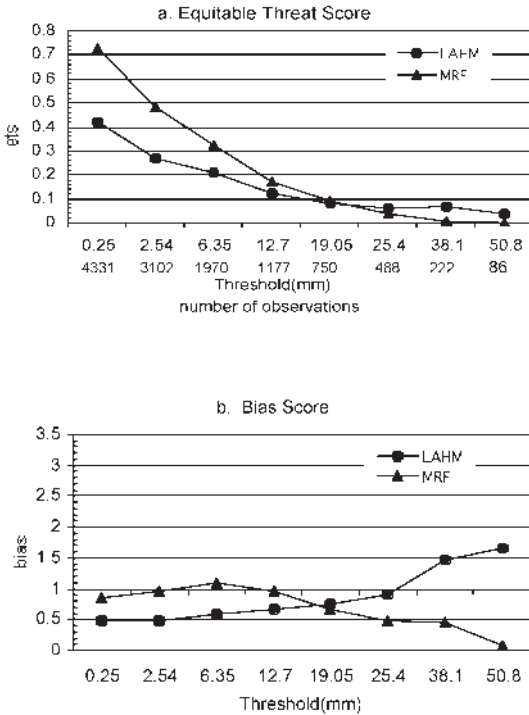 a. Equitable Threat Score
0.8
0.7
0.6
0.5
0.4
0.3
0.2
0.1
0
ets
LAHM
MRF
0.25 2.54 6.35 12.7 19.05 25.4 38.1 50.8
4331 3102 1970 1177 750 488 222 86
Threshold(mm)
number of observations
b. Bias Score
3.5
3
2.5
2
1.5
1
0.5
0
bias
LAHM
MRF
0.25 2.54 6.35 12.7 19.05 25.4 38.1 50.8
Threshold(mm)